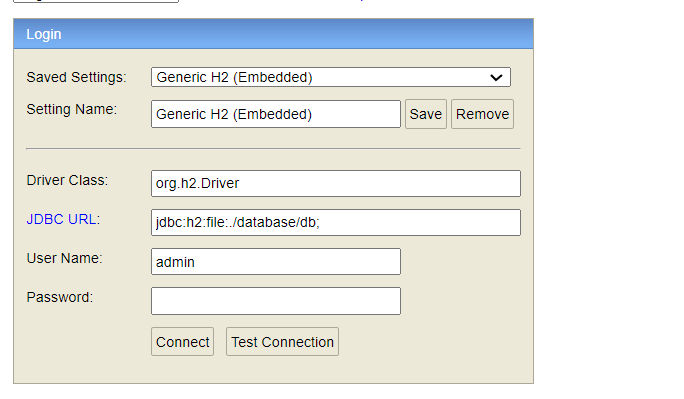 Login
Saved Settings: Generic H2 (Embedded)
Setting Name: Generic H2 (Embedded) Save Remove
Driver Class: org.h2.Driver
JDBC URL: jdbc:h2:file:./database/db;
User Name: admin
Password:
Connect Test Connection